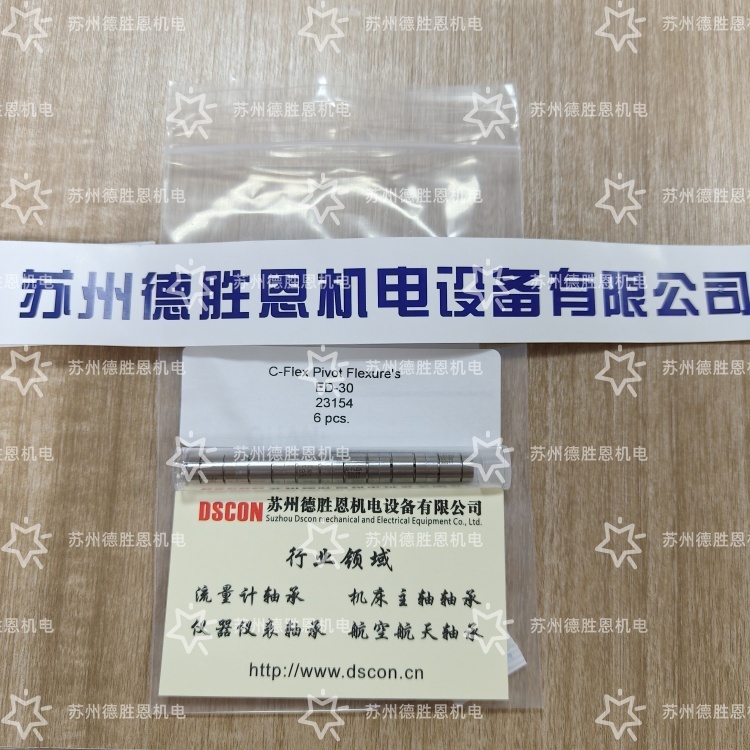 苏州德胜恩机电设备有限公司
C-Flex Pivot Flexure's
ED-30
23154
6 pcs.
DSCON 苏州德胜恩机电设备有限公司
Suzhou Dscon mechanical and Electrical Equipment Co., Ltd.
行业领域
流量计轴承 机床主轴轴承
仪器仪表轴承 航空航天轴承
http://www.dscon.cn
苏州德胜恩机电